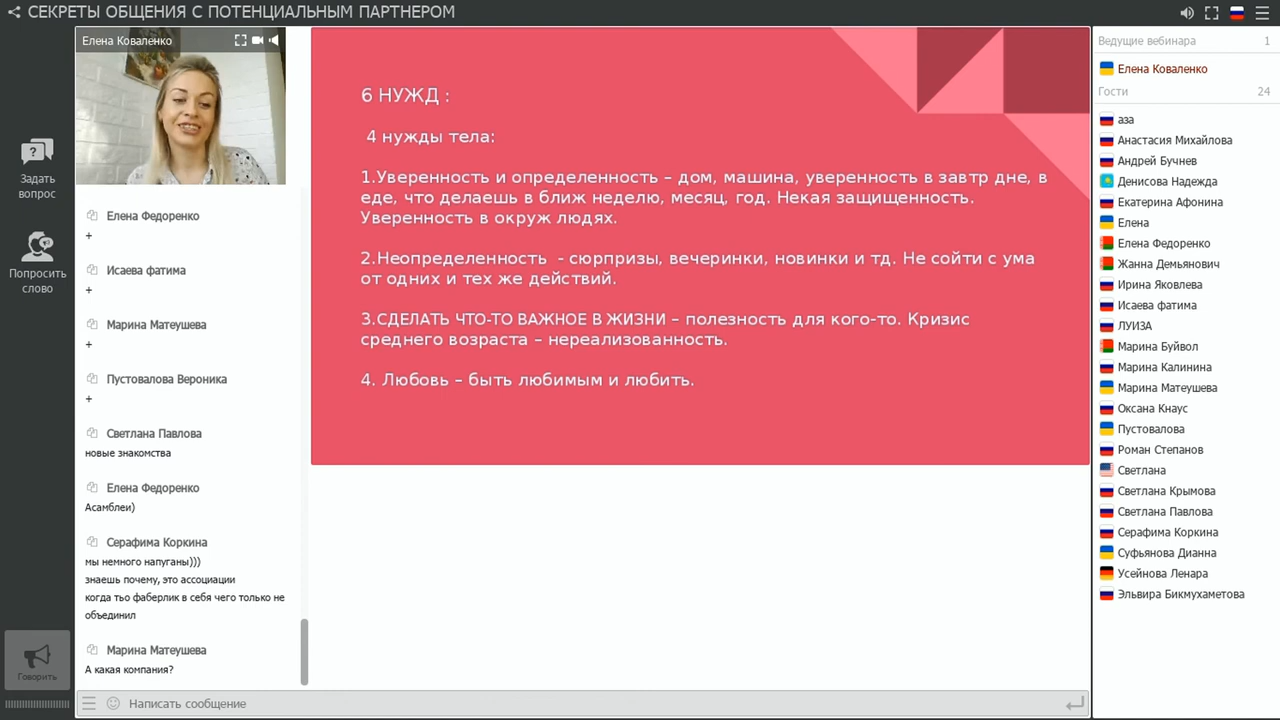 СЕКРЕТЫ ОБЩЕНИЯ С ПОТЕНЦИАЛЬНЫМ ПАРТНЕРОМ
Задать
вопрос
Попросить
слово
Говорить
Елена Коваленко
Елена Федоренко
+
Исаева фатима
+
Марина Матеушева
+
Пустовалова Вероника
+
Светлана Павлова
новые знакомства
Елена Федоренко
Асамблеи)
Серафима Коркина
мы немного напуганы)))
знаешь почему, это ассоциации
когда тьо фаберлик в себя чего только не
объединил
Марина Матеушева
А какая компания?
Написать сообщение
6 НУЖД :
4 нужды тела:
1.Уверенность и определенность – дом, машина, уверенность в завтр дне, в
еде, что делаешь в ближ неделю, месяц, год. Некая защищенность.
Уверенность в окруж людях.
2.Неопределенность  - сюрпризы, вечеринки, новинки и тд. Не сойти с ума
от одних и тех же действий.
3.СДЕЛАТЬ ЧТО-ТО ВАЖНОЕ В ЖИЗНИ – полезность для кого-то. Кризис
среднего возраста – нереализованность.
4. Любовь – быть любимым и любить.
Ведущие вебинара 1
Елена Коваленко
Гости 24
аза
Анастасия Михайлова
Андрей Бучнев
Денисова Надежда
Екатерина Афонина
Елена
Елена Федоренко
Жанна Демьянович
Ирина Яковлева
Исаева фатима
ЛУИЗА
Марина Буйвол
Марина Калинина
Марина Матеушева
Оксана Кнаус
Пустовалова
Роман Степанов
Светлана
Светлана Крымова
Светлана Павлова
Серафима Коркина
Суфьянова Дианна
Усейнова Ленара
Эльвира Бикмухаметова